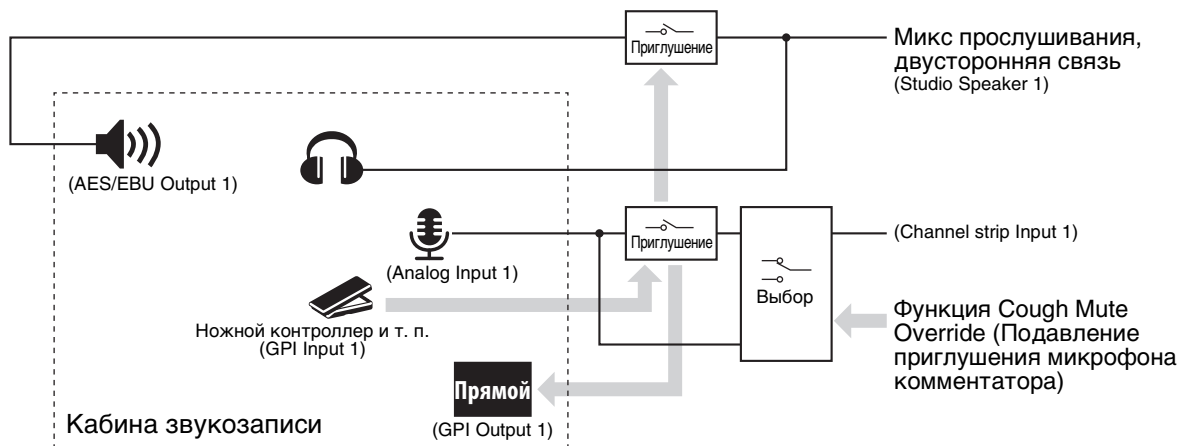 Приглушение
Микс прослушивания,
двусторонняя связь
(Studio Speaker 1)
(AES/EBU Output 1)
Приглушение
(Channel strip Input 1)
(Analog Input 1)
Выбор
Ножной контроллер и т. п.
(GPI Input 1)
Функция Cough Mute
Override (Подавление
приглушения микрофона
комментатора)
Прямой
(GPI Output 1)
Кабина звукозаписи